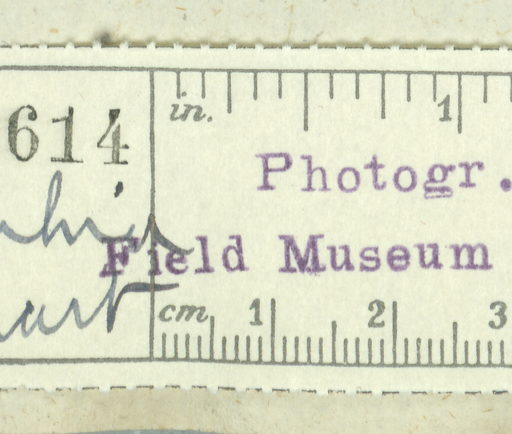 in. 1
614
Photogr.
Field Museum
cm 1 2 3